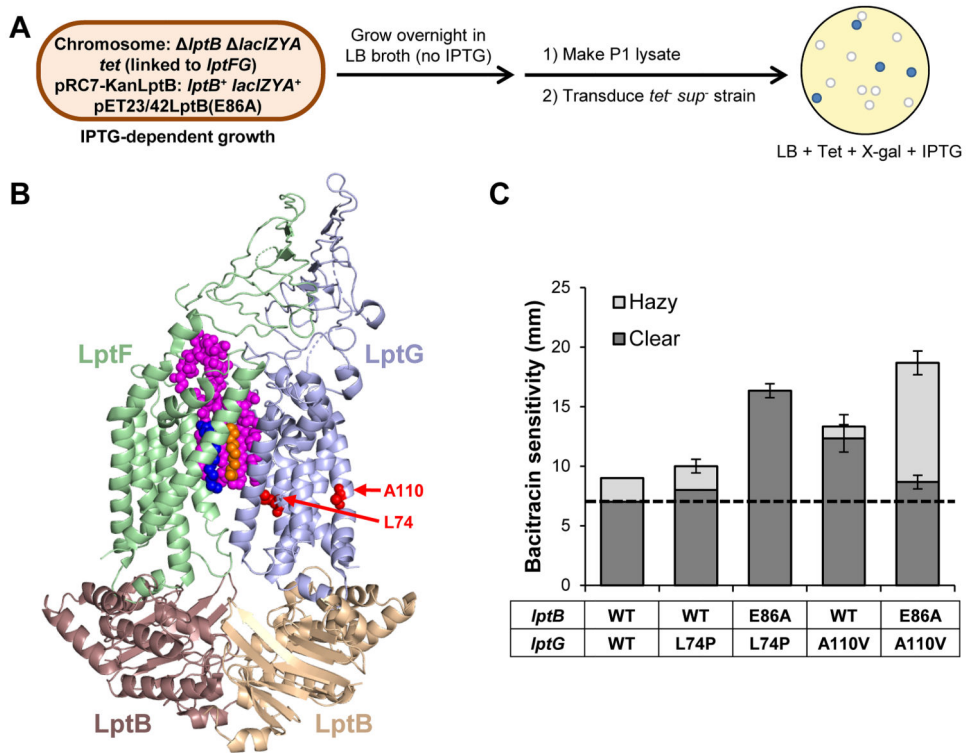 A
Chromosome: ΔlptB ΔlacIZYA
tet (linked to lptFG)
pRC7-KanLptB: lptB⁺ lacIZYA⁺
pET23/42LptB(E86A)
IPTG-dependent growth
Grow overnight in
LB broth (no IPTG)
1) Make P1 lysate
2) Transduce tet⁻ sup⁻ strain
LB + Tet + X-gal + IPTG
B
LptF
LptG
A110
L74
LptB
LptB
C
Bacitracin sensitivity (mm)
25
20
15
10
5
0
Hazy
Clear
lptB WT WT E86A WT E86A
lptG WT L74P L74P A110V A110V